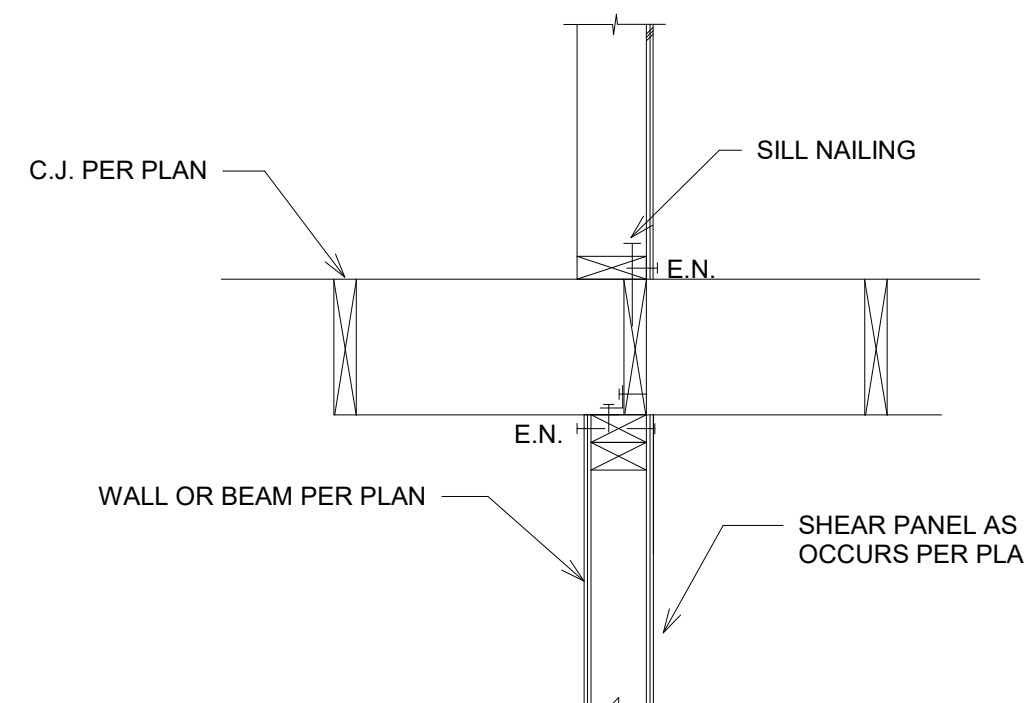 C.J. PER PLAN
SILL NAILING
E.N.
E.N.
WALL OR BEAM PER PLAN
SHEAR PANEL AS
OCCURS PER PLA